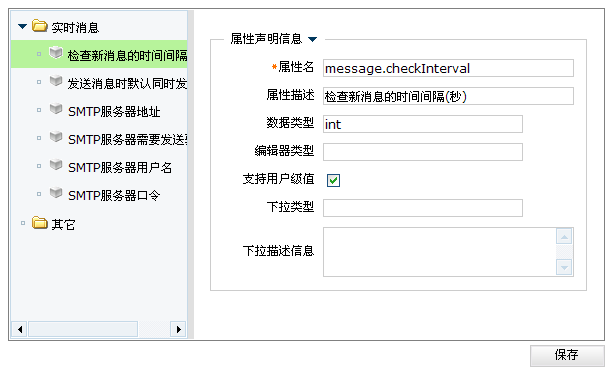 实时消息
检查新消息的时间间隔
发送消息时默认同时发
SMTP服务器地址
SMTP服务器需要发送
SMTP服务器用户名
SMTP服务器口令
其它
属性声明信息
*属性名 message.checkInterval
属性描述 检查新消息的时间间隔(秒)
数据类型 int
编辑器类型
支持用户级值
下拉类型
下拉描述信息
保存